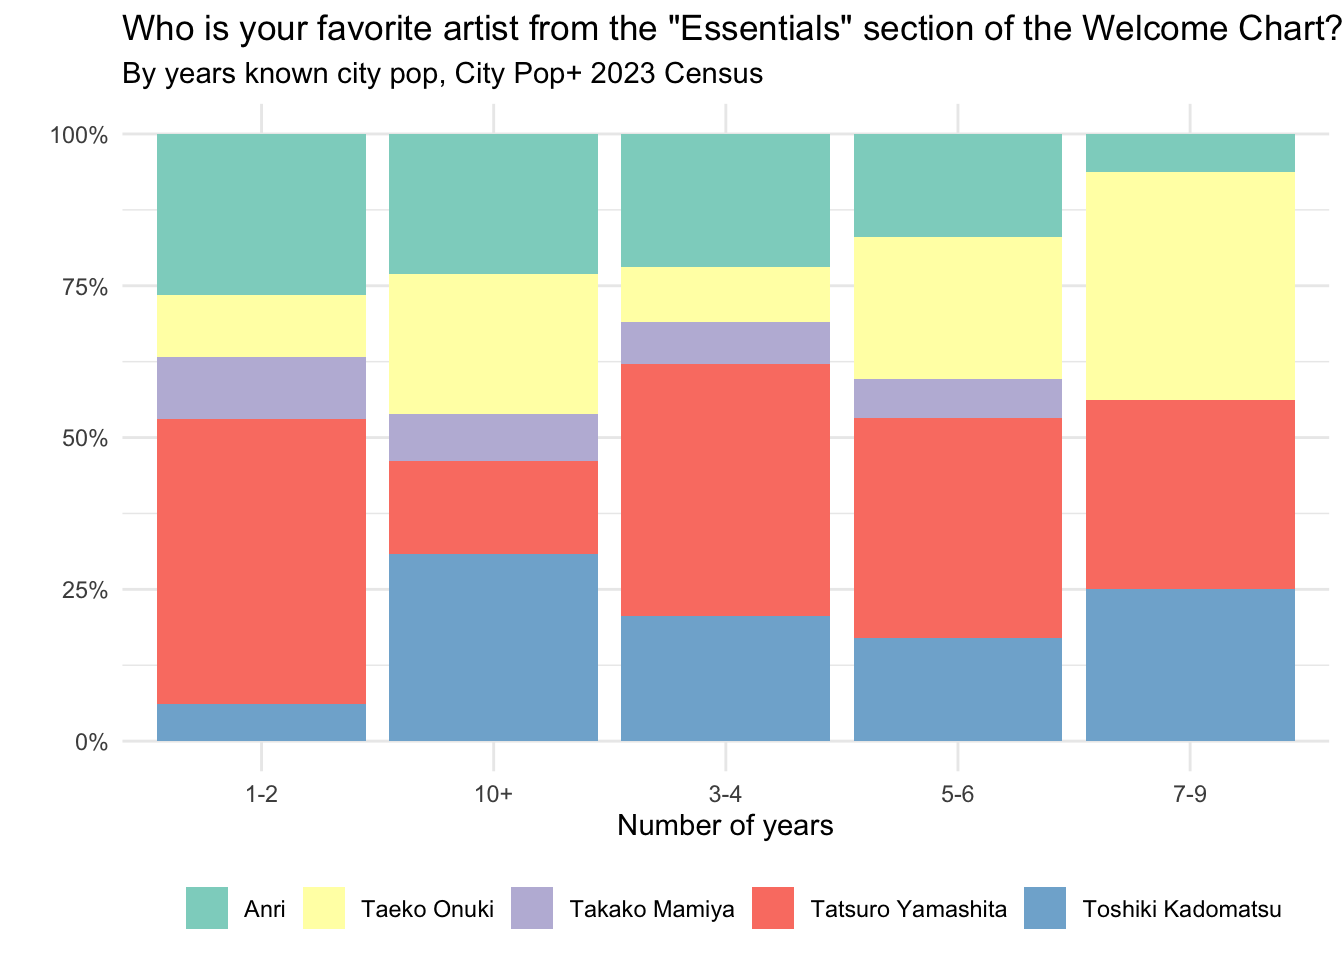 Who is your favorite artist from the "Essentials" section of the Welcome Chart?
By years known city pop, City Pop+ 2023 Census
100%
75%
50%
25%
0%
1-2 10+ 3-4 5-6 7-9
Number of years
Anri Taeko Onuki Takako Mamiya Tatsuro Yamashita Toshiki Kadomatsu